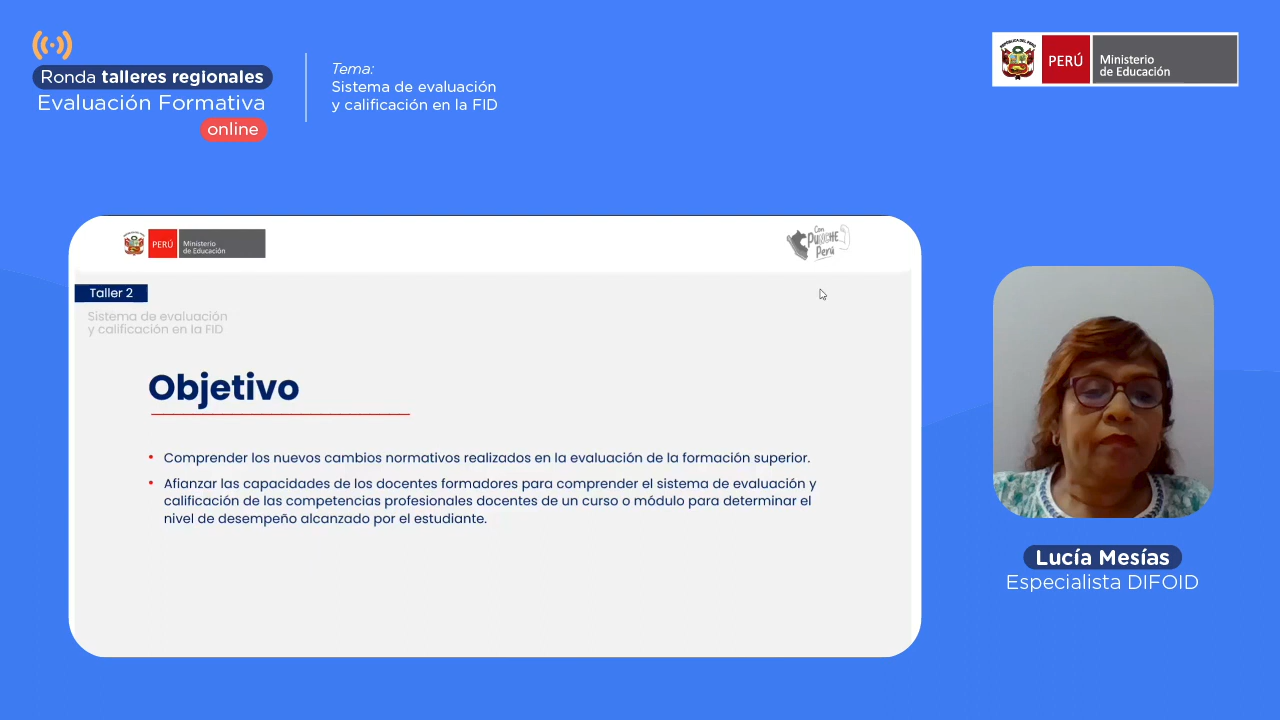 Ronda talleres regionales
Evaluación Formativa
online
Tema:
Sistema de evaluación
y calificación en la FID
PERÚ
Ministerio
de Educación
PERÚ
Ministerio
de Educación
Con
Punche
Perú
Taller 2
Sistema de evaluación
y calificación en la FID
Objetivo
• Comprender los nuevos cambios normativos realizados en la evaluación de la formación superior.
• Afianzar las capacidades de los docentes formadores para comprender el sistema de evaluación y
calificación de las competencias profesionales docentes de un curso o módulo para determinar el
nivel de desempeño alcanzado por el estudiante.
Lucía Mesías
Especialista DIFOID